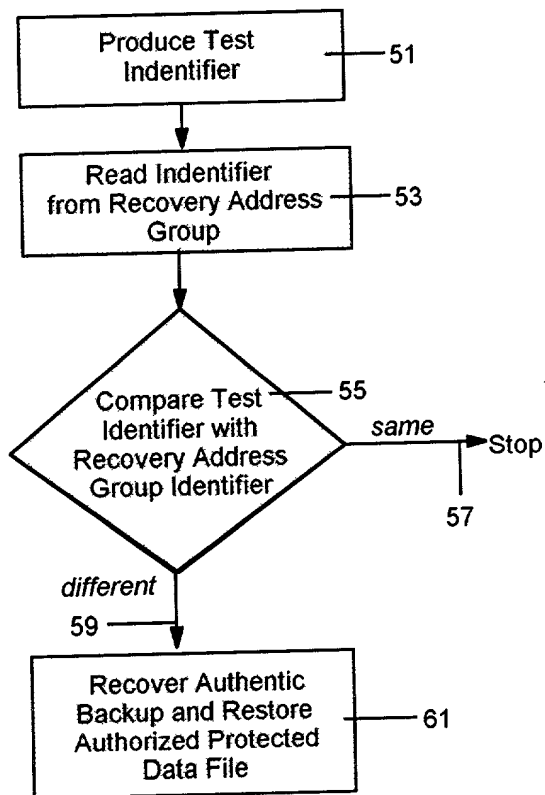 Produce Test
Indentifier
51
Read Indentifier
from Recovery Address
Group
53
Compare Test
Identifier with
Recovery Address
Group Identifier
55
same
Stop
57
different
59
Recover Authentic
Backup and Restore
Authorized Protected
Data File
61